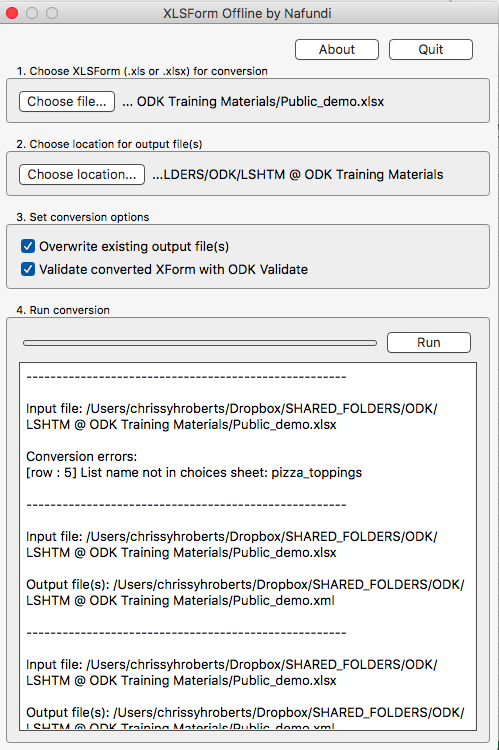 XLSForm Offline by Nafundi
About
Quit
1. Choose XLSForm (.xls or .xlsx) for conversion
Choose file...
... ODK Training Materials/Public_demo.xlsx
2. Choose location for output file(s)
Choose location...
...LDERS/ODK/LSHTM @ ODK Training Materials
3. Set conversion options
Overwrite existing output file(s)
Validate converted XForm with ODK Validate
4. Run conversion
Run
-----------------------------------------------------
Input file: /Users/chrissyhroberts/Dropbox/SHARED_FOLDERS/ODK/
LSHTM @ ODK Training Materials/Public_demo.xlsx
Conversion errors:
[row : 5] List name not in choices sheet: pizza_toppings
-----------------------------------------------------
Input file: /Users/chrissyhroberts/Dropbox/SHARED_FOLDERS/ODK/
LSHTM @ ODK Training Materials/Public_demo.xlsx
Output file(s): /Users/chrissyhroberts/Dropbox/SHARED_FOLDERS/ODK/
LSHTM @ ODK Training Materials/Public_demo.xml
-----------------------------------------------------
Input file: /Users/chrissyhroberts/Dropbox/SHARED_FOLDERS/ODK/
LSHTM @ ODK Training Materials/Public_demo.xlsx
Output file(s): /Users/chrissyhroberts/Dropbox/SHARED_FOLDERS/ODK/
LSHTM @ ODK Training Materials/Public_demo.xml